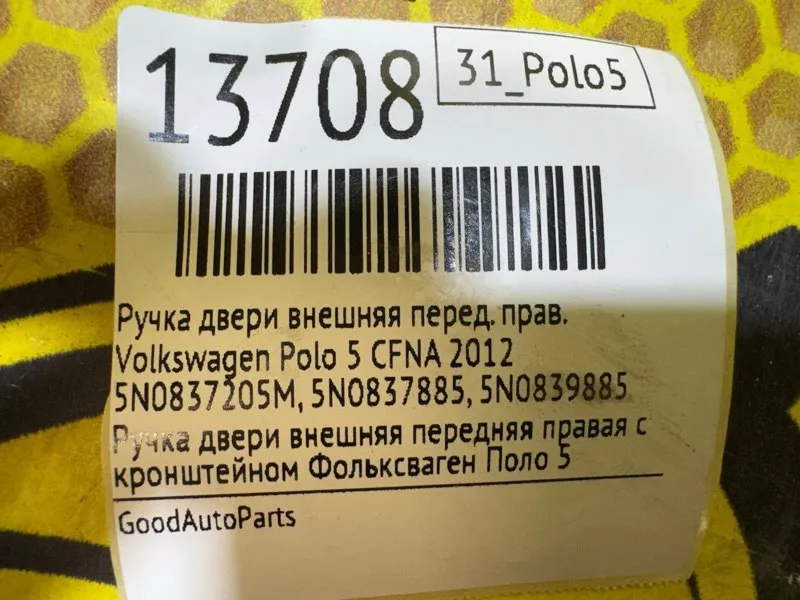 13708
31_Polo5
Ручка двери внешняя перед. прав.
Volkswagen Polo 5 CFNA 2012
5N0837205M, 5N0837885, 5N0839885
Ручка двери внешняя передняя правая с
кронштейном Фольксваген Поло 5
GoodAutoParts